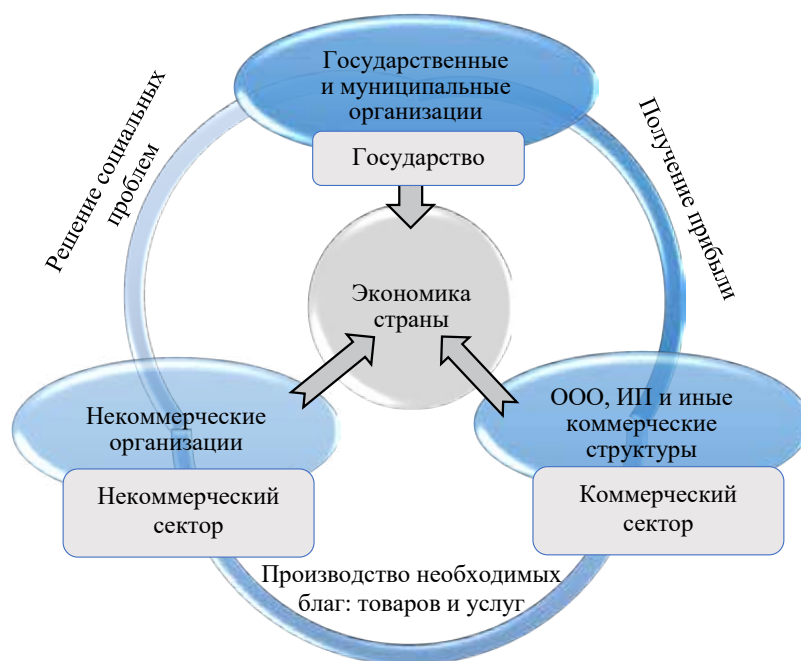 Государственные
и муниципальные
организации
Государство
Решение социальных
проблем
Получение прибыли
Экономика
страны
Некоммерческие
организации
Некоммерческий
сектор
ООО, ИП и иные
коммерческие
структуры
Коммерческий
сектор
Производство необходимых
благ: товаров и услуг